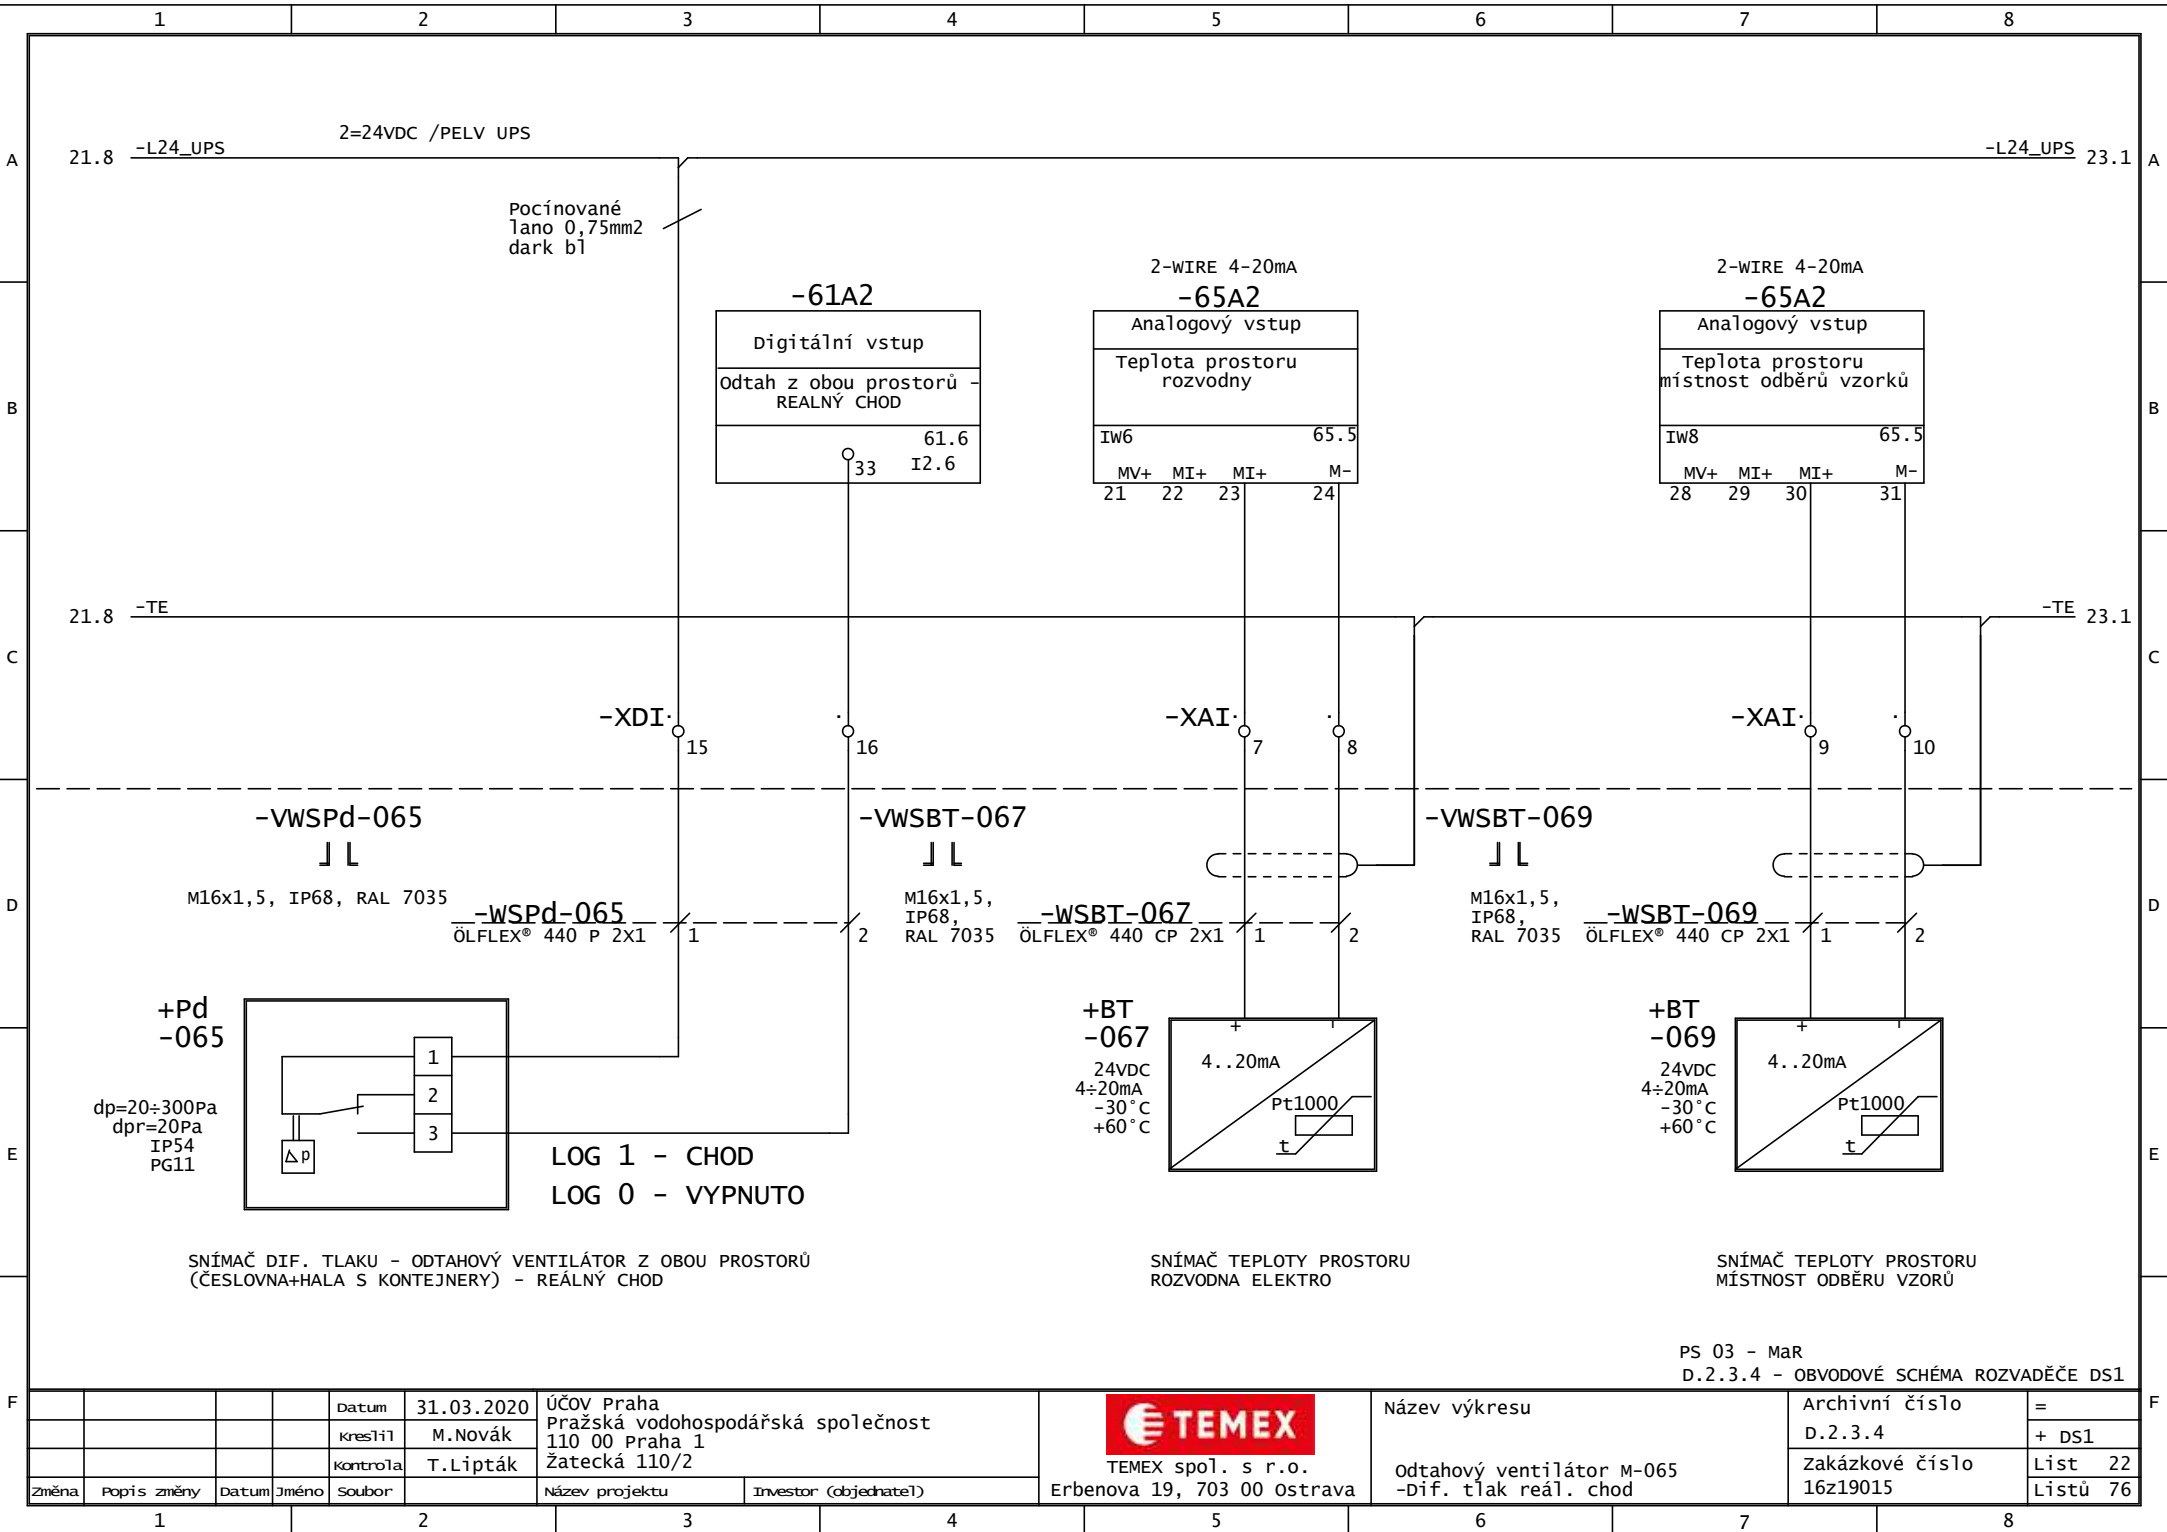 1 2 3 4 5 6 7 8
A
A
B
B
C
C
D
D
E
E
F
F
2=24VDC /PELV UPS
21.8 -L24_UPS
-L24_UPS 23.1
Pocínované
lano 0,75mm2
dark bl
-61A2
Digitální vstup
Odtah z obou prostorů -
REALNÝ CHOD
61.6
33 I2.6
2-WIRE 4-20mA
-65A2
Analogový vstup
Teplota prostoru
rozvodny
IW6 65.5
MV+ MI+ MI+ M-
21 22 23 24
2-WIRE 4-20mA
-65A2
Analogový vstup
Teplota prostoru
místnost odběrů vzorků
IW8 65.5
MV+ MI+ MI+ M-
28 29 30 31
21.8 -TE
-TE 23.1
-XDI
15 16
-XAI
7 8
-XAI
9 10
-VWSPd-065
M16x1,5, IP68, RAL 7035
-WSPd-065
ÖLFLEX® 440 P 2X1 1 2
-VWSBT-067
M16x1,5,
IP68,
RAL 7035
-WSBT-067
ÖLFLEX® 440 CP 2X1 1 2
-VWSBT-069
M16x1,5,
IP68,
RAL 7035
-WSBT-069
ÖLFLEX® 440 CP 2X1 1 2
+Pd
-065
dp=20÷300Pa
dpr=20Pa
IP54
PG11
1
2
3
Δp
LOG 1 - CHOD
LOG 0 - VYPNUTO
+BT
-067
24VDC
4÷20mA
-30°C
+60°C
+ -
4..20mA
Pt1000
t
+BT
-069
24VDC
4÷20mA
-30°C
+60°C
+ -
4..20mA
Pt1000
t
SNÍMAČ DIF. TLAKU - ODTAHOVÝ VENTILÁTOR Z OBOU PROSTORŮ
(ČESLOVNA+HALA S KONTEJNERY) - REÁLNÝ CHOD
SNÍMAČ TEPLOTY PROSTORU
ROZVODNA ELEKTRO
SNÍMAČ TEPLOTY PROSTORU
MÍSTNOST ODBĚRU VZORŮ
PS 03 - MaR
D.2.3.4 - OBVODOVÉ SCHÉMA ROZVADĚČE DS1
Datum 31.03.2020
Kreslil M.Novák
Kontrola T.Lipták
Změna Popis změny Datum Jméno Soubor
ÚČOV Praha
Pražská vodohospodářská společnost
110 00 Praha 1
Žatecká 110/2
Název projektu Investor (objednatel)
TEMEX
TEMEX spol. s r.o.
Erbenova 19, 703 00 Ostrava
Název výkresu
Odtahový ventilátor M-065
-Dif. tlak reál. chod
Archivní číslo
D.2.3.4
Zakázkové číslo
16z19015
=
+ DS1
List 22
Listů 76
1 2 3 4 5 6 7 8